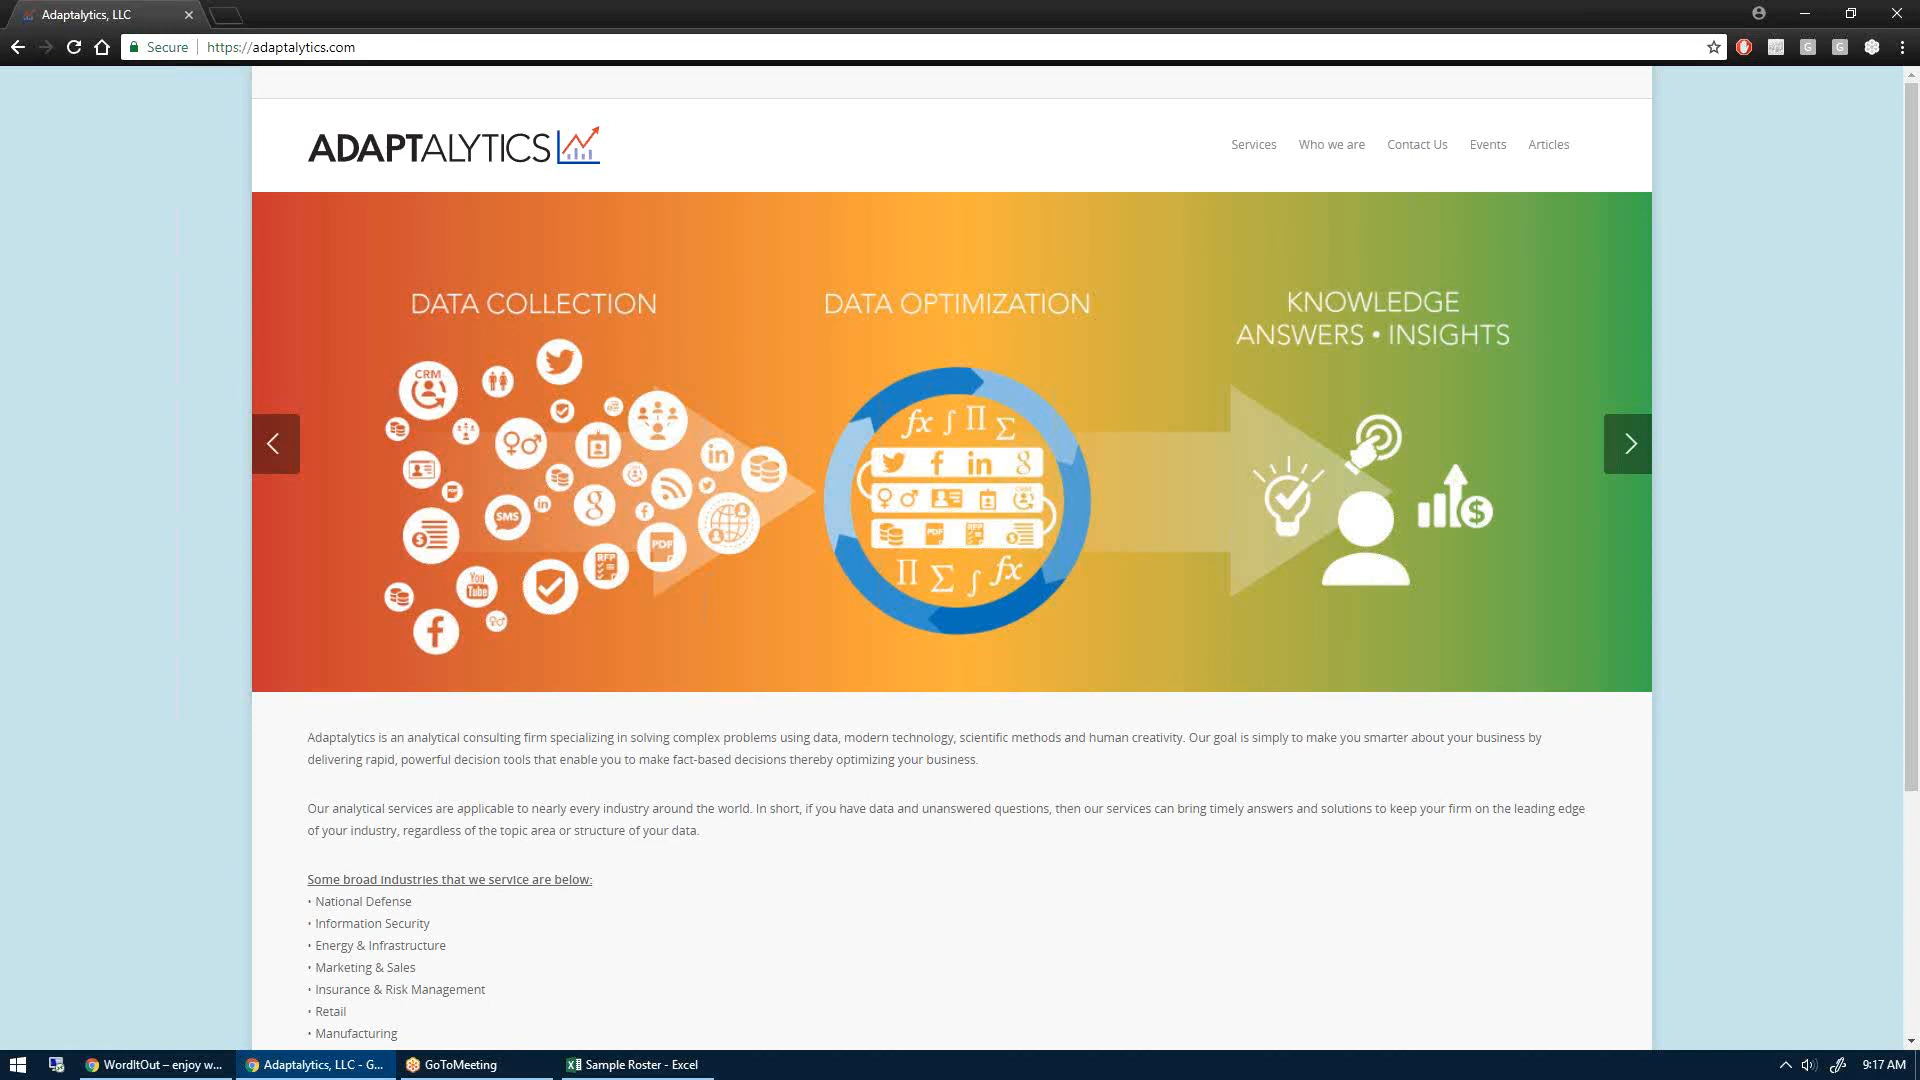 Adaptalytics, LLC
Secure https://adaptalytics.com
ADAPTALYTICS
Services Who we are Contact Us Events Articles
DATA COLLECTION
DATA OPTIMIZATION
KNOWLEDGE
ANSWERS • INSIGHTS
CRM
SMS
You
Tube
RFP
PDF
in
g
f
fx ∫ Π Σ
f in g
CRM
PDF RFP
Π Σ ∫ fx
Adaptalytics is an analytical consulting firm specializing in solving complex problems using data, modern technology, scientific methods and human creativity. Our goal is simply to make you smarter about your business by
delivering rapid, powerful decision tools that enable you to make fact-based decisions thereby optimizing your business.
Our analytical services are applicable to nearly every industry around the world. In short, if you have data and unanswered questions, then our services can bring timely answers and solutions to keep your firm on the leading edge
of your industry, regardless of the topic area or structure of your data.
Some broad industries that we service are below:
• National Defense
• Information Security
• Energy & Infrastructure
• Marketing & Sales
• Insurance & Risk Management
• Retail
• Manufacturing
WordItOut – enjoy w... Adaptalytics, LLC - G... GoToMeeting Sample Roster - Excel 9:17 AM